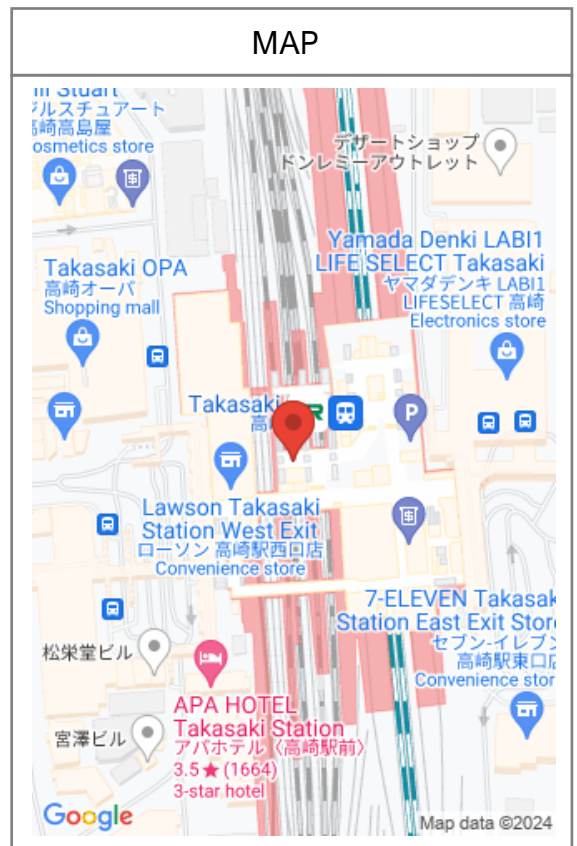 MAP
Jill Stuart
ジルスチュアート
高崎高島屋
osmetics store
デザートショップ
ドンレミーアウトレット
Yamada Denki LABI1
LIFE SELECT Takasaki
ヤマダデンキ LABI1
LIFESELECT 高崎
Electronics store
Takasaki OPA
高崎オーパ
Shopping mall
Takasaki
高
R
P
Lawson Takasaki
Station West Exit
ローソン 高崎駅西口店
Convenience store
7-ELEVEN Takasak
Station East Exit Store
セブン-イレブン
高崎駅東口店
Convenience stor
松栄堂ビル
APA HOTEL
Takasaki Station
アパホテル〈高崎駅前〉
3.5★(1664)
3-star hotel
宮澤ビル
Google
Map data ©2024